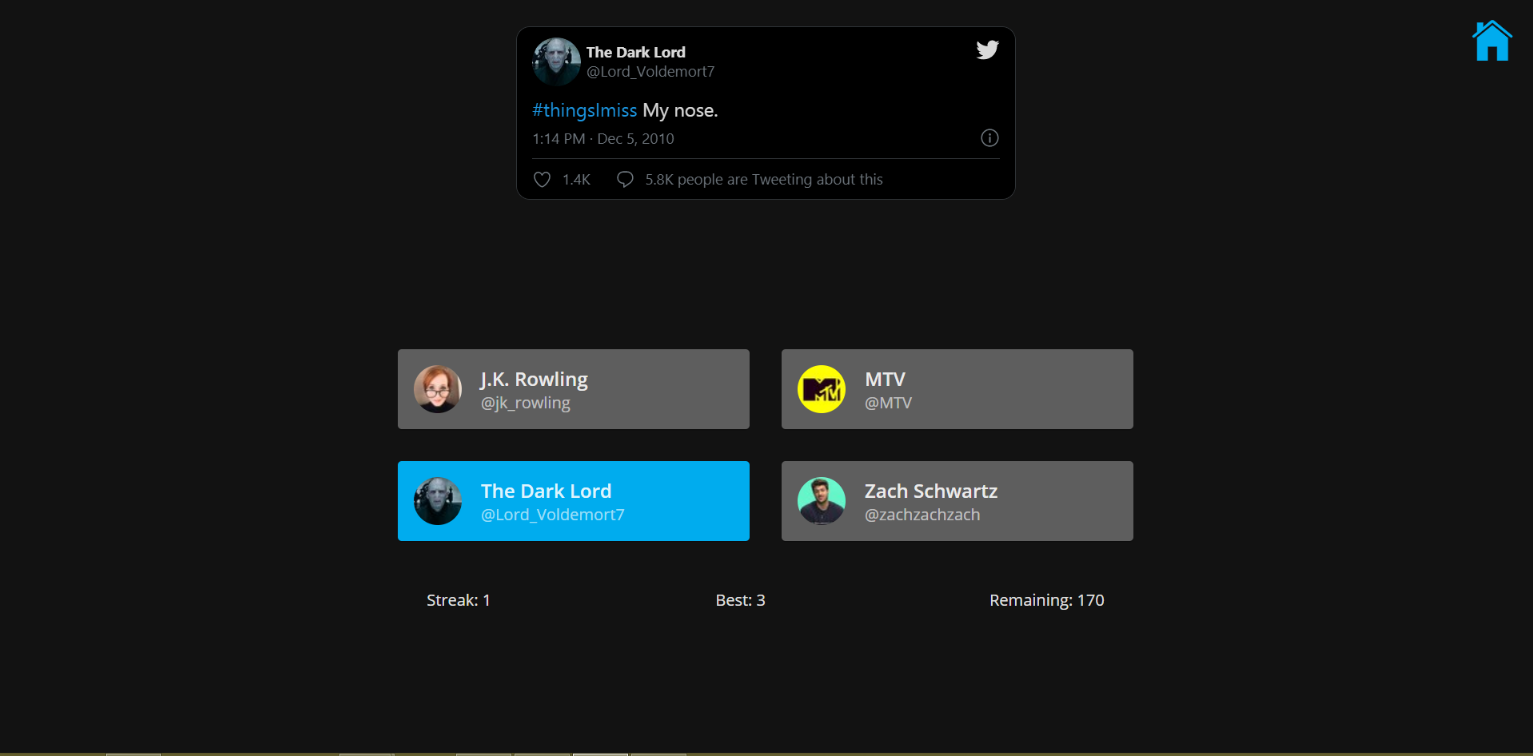 The Dark Lord
@Lord_Voldemort7
#thingsImiss My nose.
1:14 PM · Dec 5, 2010
1.4K 5.8K people are Tweeting about this
J.K. Rowling
@jk_rowling
MTV
MTV
@MTV
The Dark Lord
@Lord_Voldemort7
Zach Schwartz
@zachzachzach
Streak: 1 Best: 3 Remaining: 170